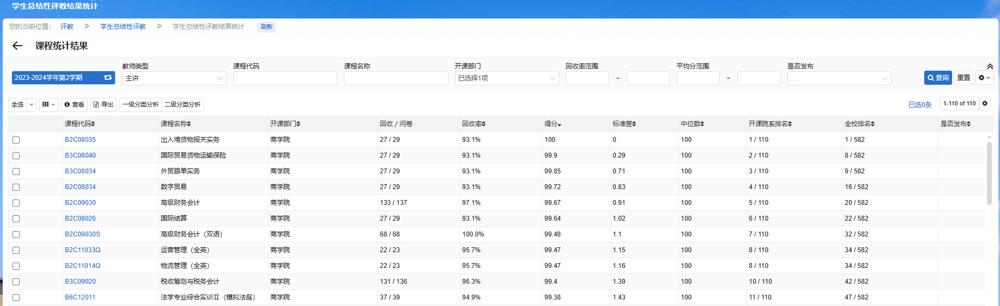 学生总结性评教结果统计
您的当前位置： 评教 » 学生总结性评教 » 学生总结性评教结果统计 刷新
课程统计结果
教师类型 课程代码 课程名称 开课部门 回收率范围 平均分范围 是否发布
2023-2024学年第2学期 主讲 已选择1项 ~ ~ ... 查询 重置
全选 查看 导出 一级分类分析 二级分类分析 已选0条 1-110 of 110
课程代码 课程名称 开课部门 回收 / 问卷 回收率 得分 标准差 中位数 开课院系排名 全校排名 是否发布
B2C08035 出入境货物报关实务 商学院 27 / 29 93.1% 100 0 100 1 / 110 1 / 582
B3C08040 国际贸易货物运输保险 商学院 27 / 29 93.1% 99.9 0.29 100 2 / 110 8 / 582
B3C08034 外贸跟单实务 商学院 27 / 29 93.1% 99.85 0.71 100 3 / 110 9 / 582
B2C08034 数字贸易 商学院 27 / 29 93.1% 99.72 0.83 100 4 / 110 16 / 582
B2C09030 高级财务会计 商学院 133 / 137 97.1% 99.67 0.91 100 5 / 110 20 / 582
B2C08026 国际结算 商学院 27 / 29 93.1% 99.64 1.02 100 6 / 110 22 / 582
B2C09030S 高级财务会计（双语） 商学院 68 / 68 100.0% 99.48 1.1 100 7 / 110 32 / 582
B2C11033Q 运营管理（全英） 商学院 22 / 23 95.7% 99.47 1.15 100 8 / 110 34 / 582
B2C11014Q 物流管理（全英） 商学院 22 / 23 95.7% 99.47 1.16 100 8 / 110 34 / 582
B3C09020 税收筹划与税务会计 商学院 131 / 136 96.3% 99.4 1.39 100 10 / 110 42 / 582
B6C12011 法学专业综合实训Ⅱ（模拟法庭） 商学院 37 / 39 94.9% 99.38 1.43 100 11 / 110 47 / 582